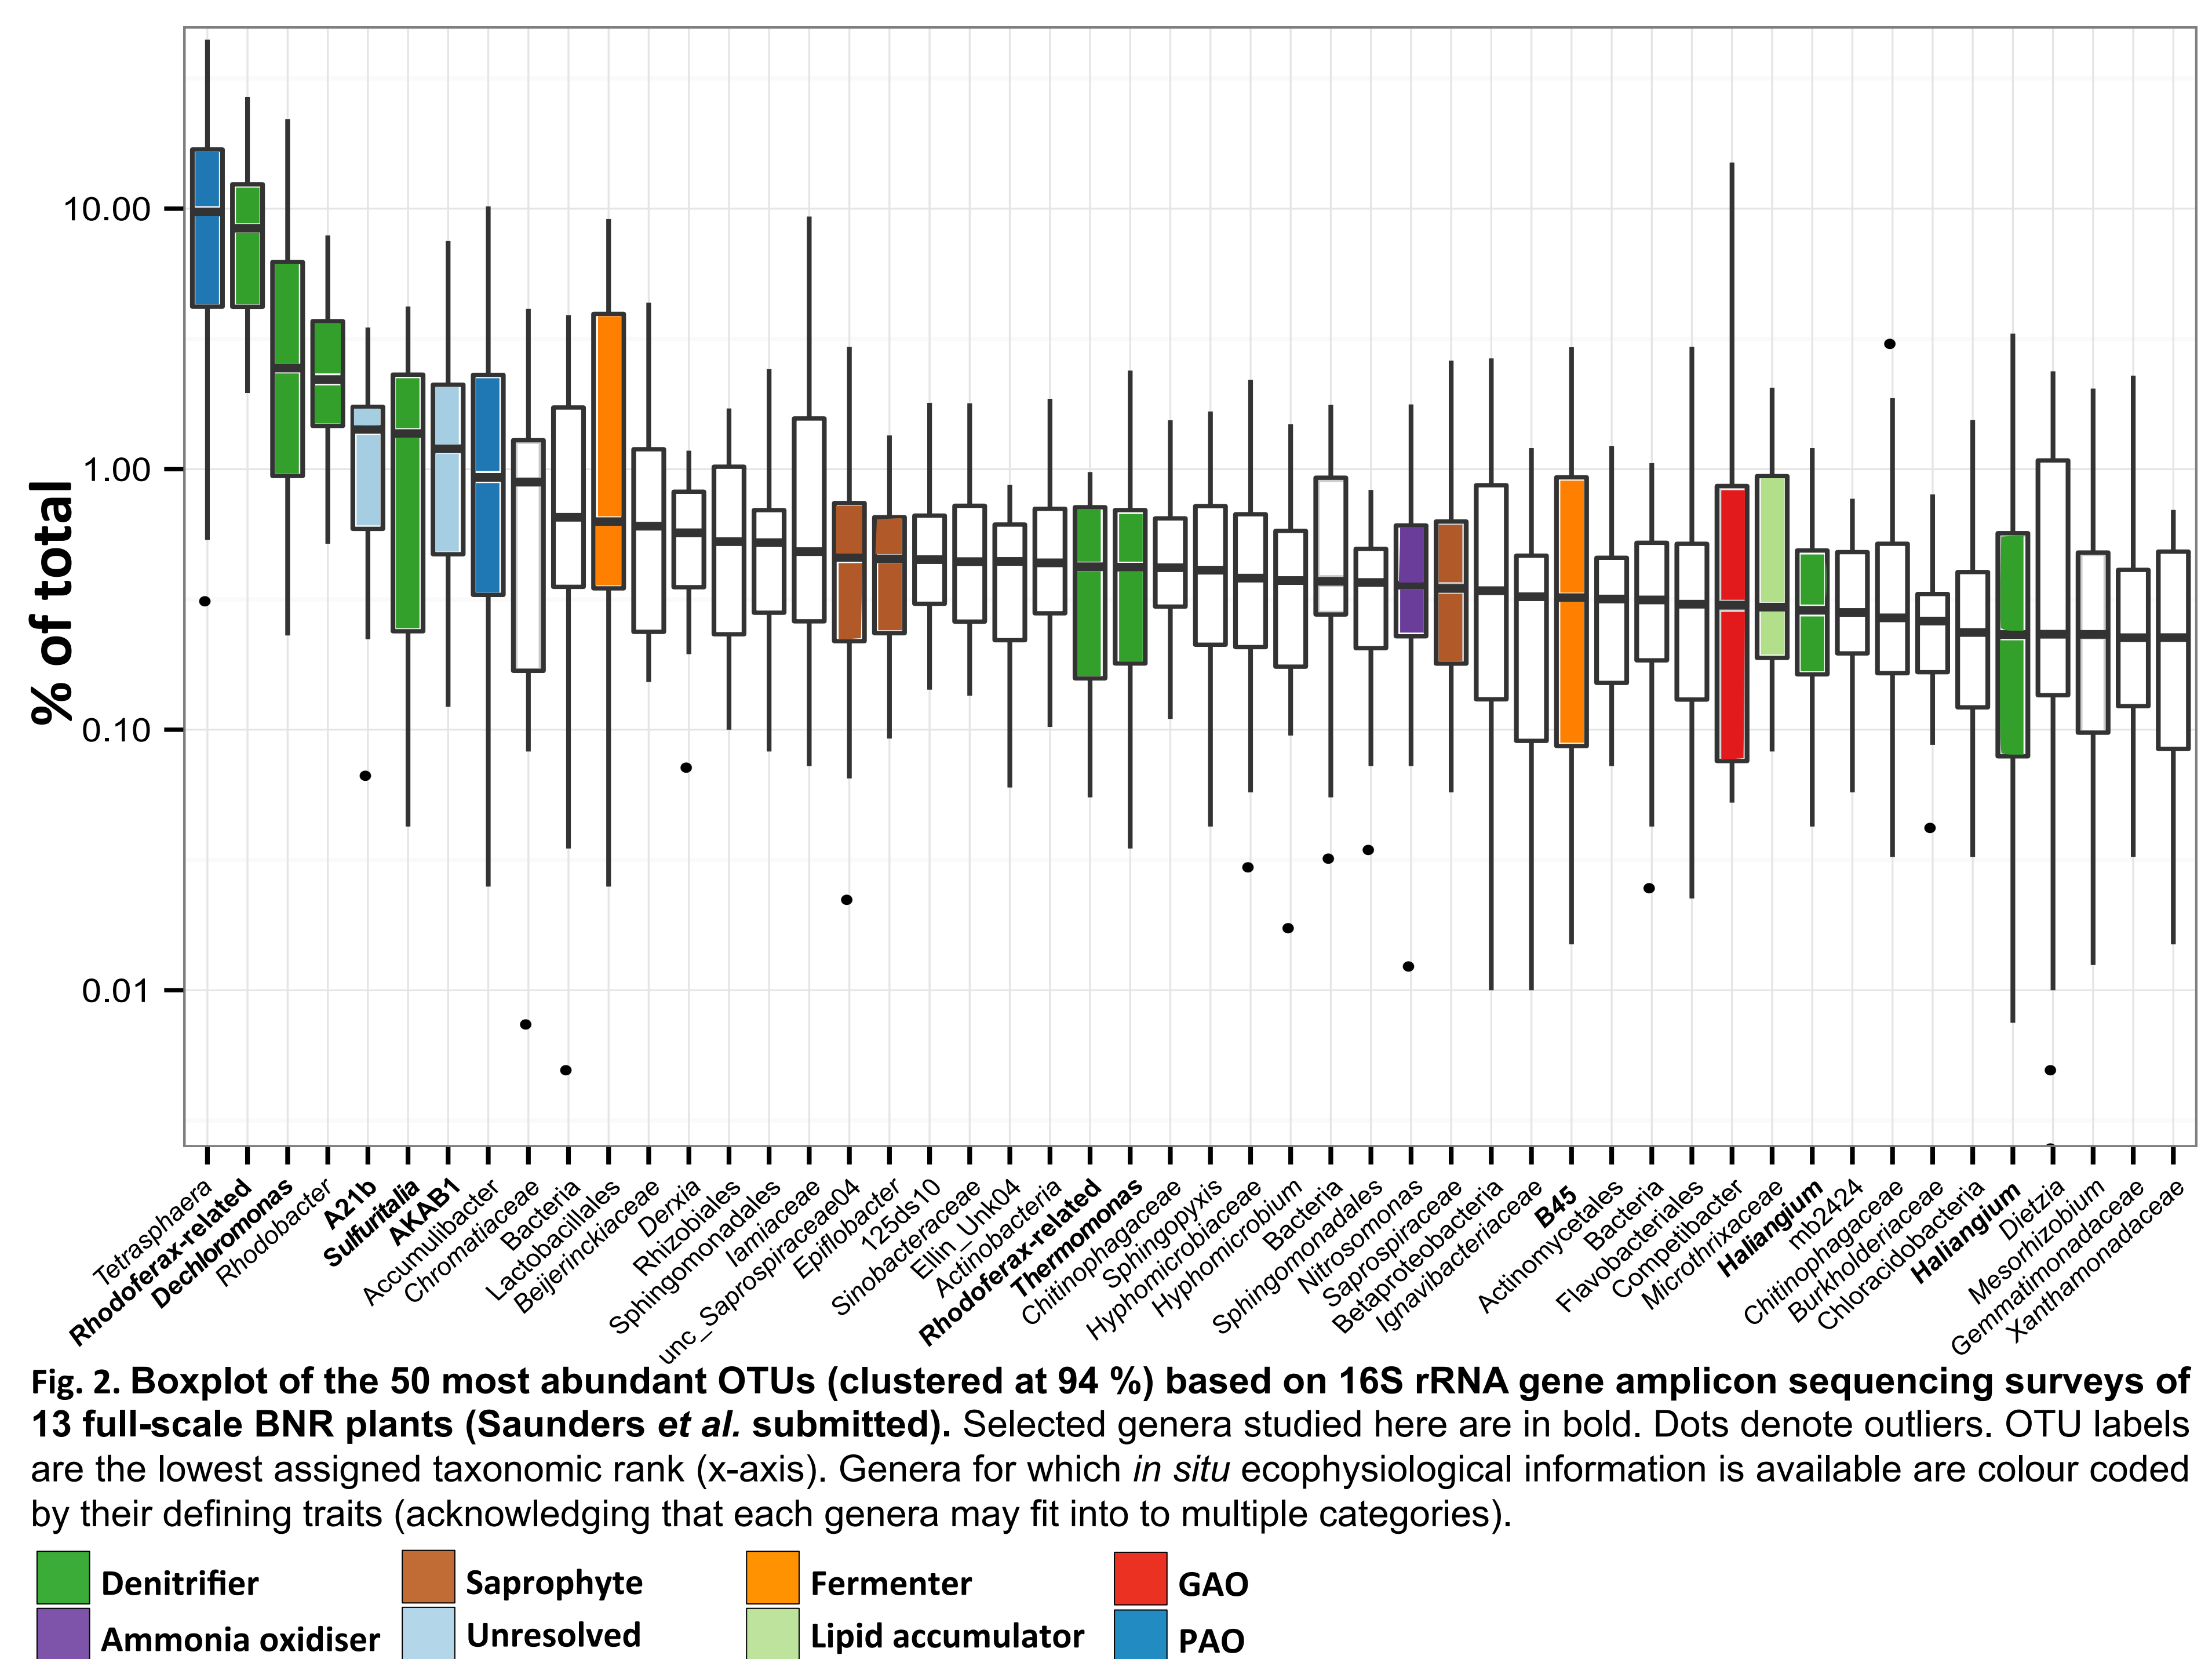 % of total
10.00
1.00
0.10
0.01
Tetrasphaera
Rhodoferax-related
Dechloromonas
Rhodobacter
A21b
Sulfuritalia
AKAB1
Accumulibacter
Chromatiaceae
Bacteria
Lactobacillales
Beijerinckiaceae
Derxia
Rhizobiales
Sphingomonadales
Iamiaceae
unc_Saprospiraceae04
Epiflobacter
125ds10
Sinobacteraceae
Ellin_Unk04
Actinobacteria
Rhodoferax-related
Thermomonas
Chitinophagaceae
Sphingopyxis
Hyphomicrobiaceae
Hyphomicrobium
Bacteria
Sphingomonadales
Nitrosomonas
Saprospiraceae
Betaproteobacteria
Ignavibacteriaceae
B45
Actinomycetales
Bacteria
Flavobacteriales
Competibacter
Microthrixaceae
Haliangium
mb2424
Chitinophagaceae
Burkholderiaceae
Chloracidobacteria
Haliangium
Dietzia
Mesorhizobium
Gemmatimonadaceae
Xanthamonadaceae
Fig. 2. Boxplot of the 50 most abundant OTUs (clustered at 94 %) based on 16S rRNA gene amplicon sequencing surveys of
13 full-scale BNR plants (Saunders et al. submitted). Selected genera studied here are in bold. Dots denote outliers. OTU labels
are the lowest assigned taxonomic rank (x-axis). Genera for which in situ ecophysiological information is available are colour coded
by their defining traits (acknowledging that each genera may fit into to multiple categories).
Denitrifier Saprophyte Fermenter GAO
Ammonia oxidiser Unresolved Lipid accumulator PAO